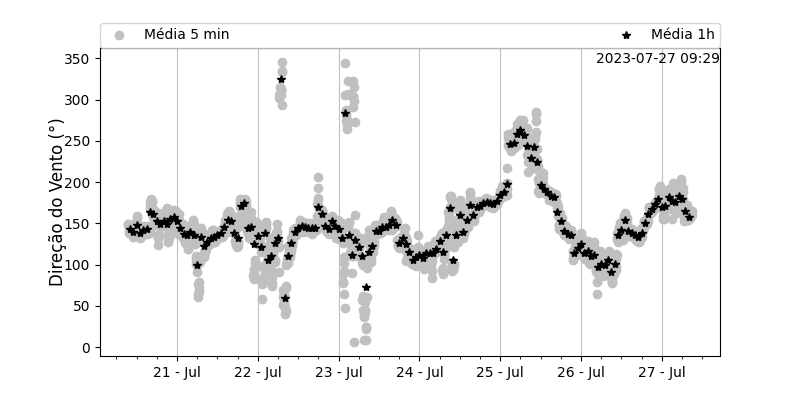 Média 5 min
Média 1h
2023-07-27 09:29
Direção do Vento (°)
350
300
250
200
150
100
50
0
21 - Jul
22 - Jul
23 - Jul
24 - Jul
25 - Jul
26 - Jul
27 - Jul